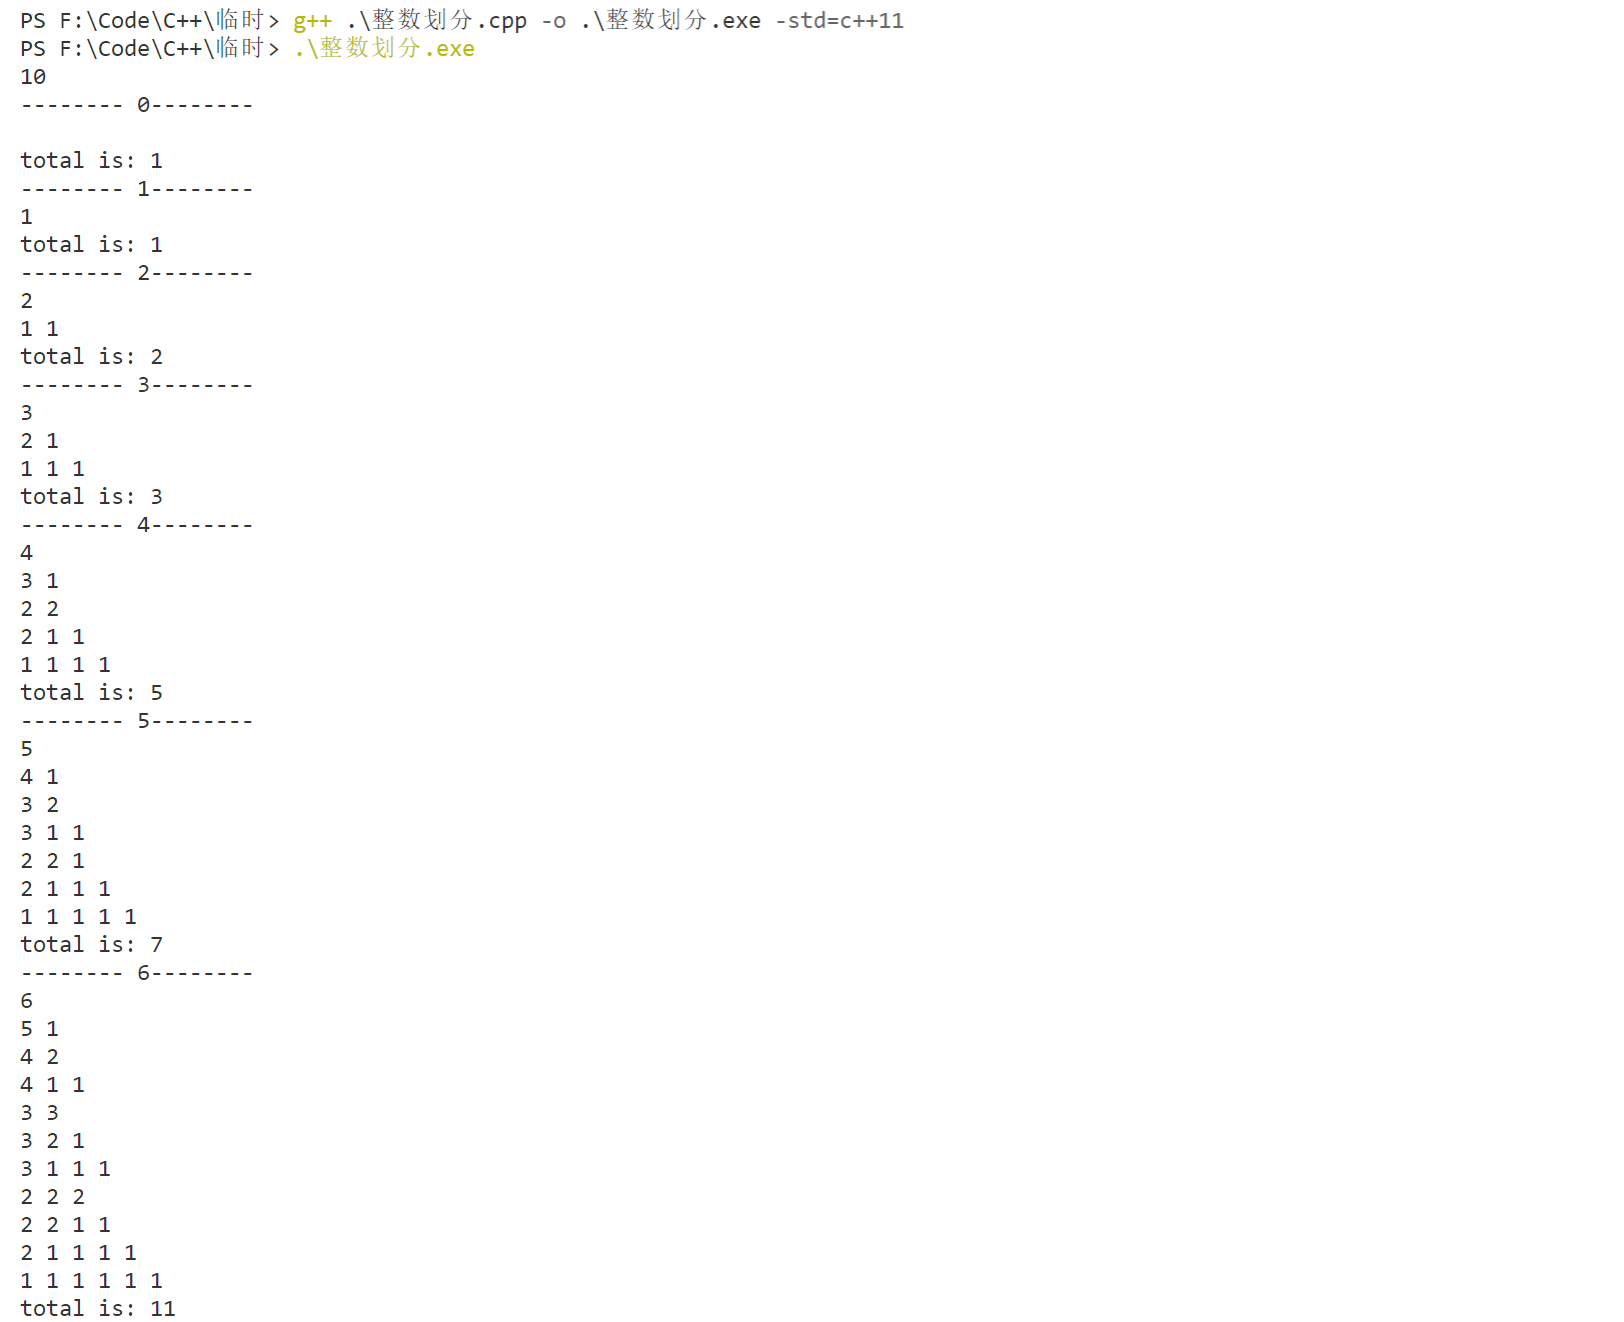 PS F:\Code\C++\临时> g++ .\整数划分.cpp -o .\整数划分.exe -std=c++11
PS F:\Code\C++\临时> .\整数划分.exe
10
-------- 0--------
total is: 1
-------- 1--------
1
total is: 1
-------- 2--------
2
1 1
total is: 2
-------- 3--------
3
2 1
1 1 1
total is: 3
-------- 4--------
4
3 1
2 2
2 1 1
1 1 1 1
total is: 5
-------- 5--------
5
4 1
3 2
3 1 1
2 2 1
2 1 1 1
1 1 1 1 1
total is: 7
-------- 6--------
6
5 1
4 2
4 1 1
3 3
3 2 1
3 1 1 1
2 2 2
2 2 1 1
2 1 1 1 1
1 1 1 1 1 1
total is: 11